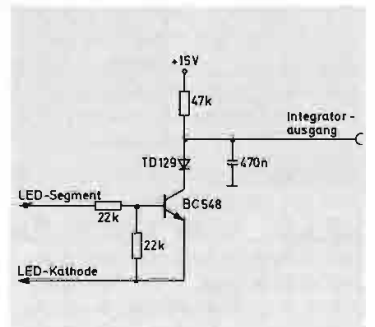 +15V
47k
Integrator-
ausgang
TD129
470n
LED-Segment
BC548
22k
22k
LED-Kathode